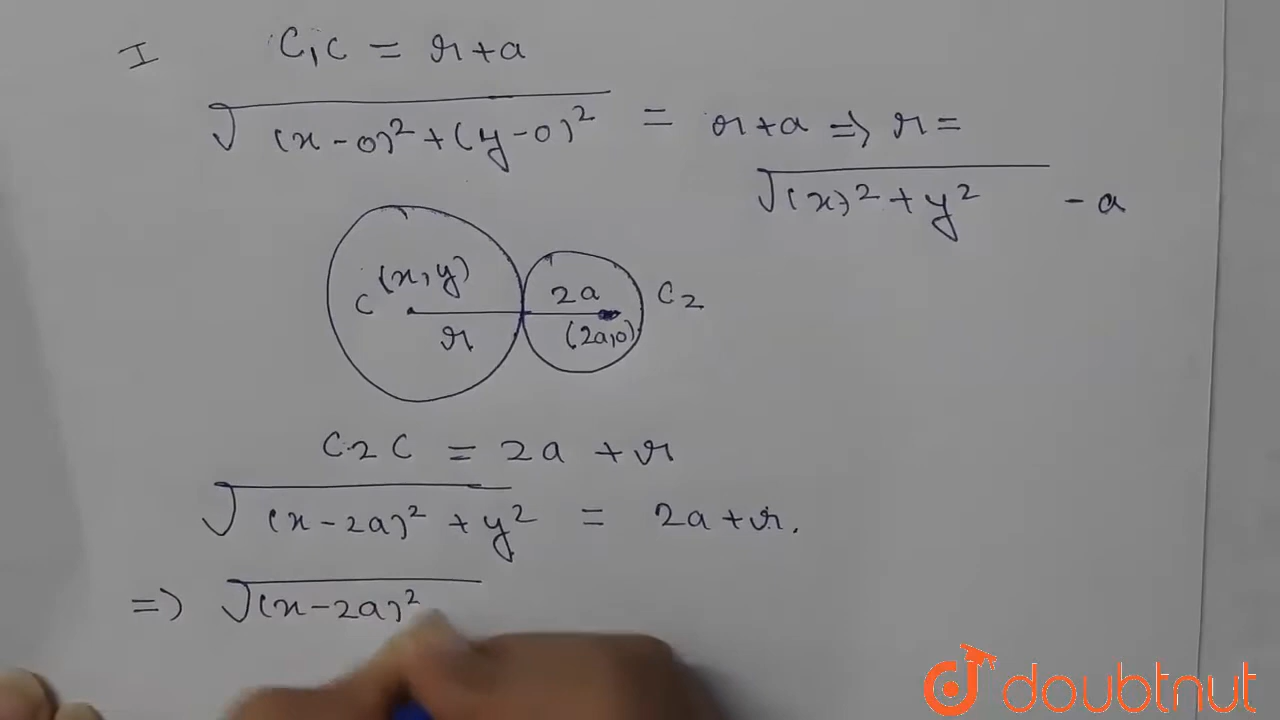 I C₁C = r + a
√(x-0)² + (y-0)² = r+a ⇒ r =
√(x)² + y² - a
(x, y)
C
r
2a
(2a,0)
C2
C2C = 2a + r
√(x-2a)² + y² = 2a + r.
⇒ √(x-2a)²
doubtnut